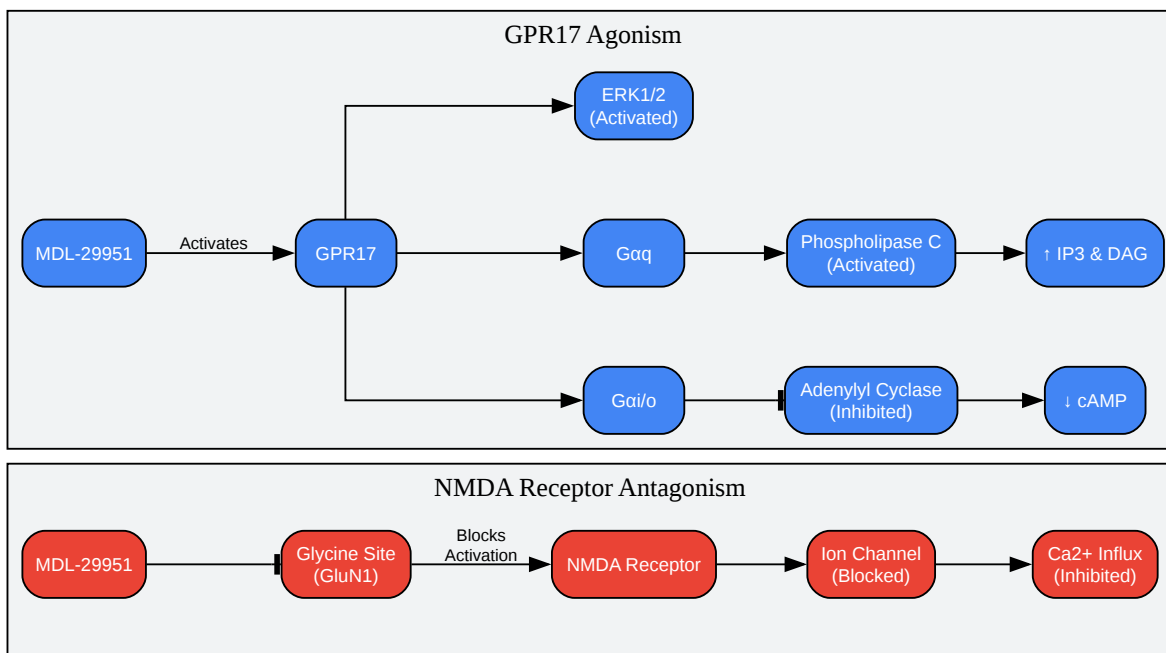 GPR17 Agonism
ERK1/2
(Activated)
MDL-29951
Activates
GPR17
Gαq
Phospholipase C
(Activated)
↑ IP3 & DAG
Gαi/o
Adenylyl Cyclase
(Inhibited)
↓ cAMP
NMDA Receptor Antagonism
MDL-29951
Glycine Site
(GluN1)
Blocks
Activation
NMDA Receptor
Ion Channel
(Blocked)
Ca2+ Influx
(Inhibited)